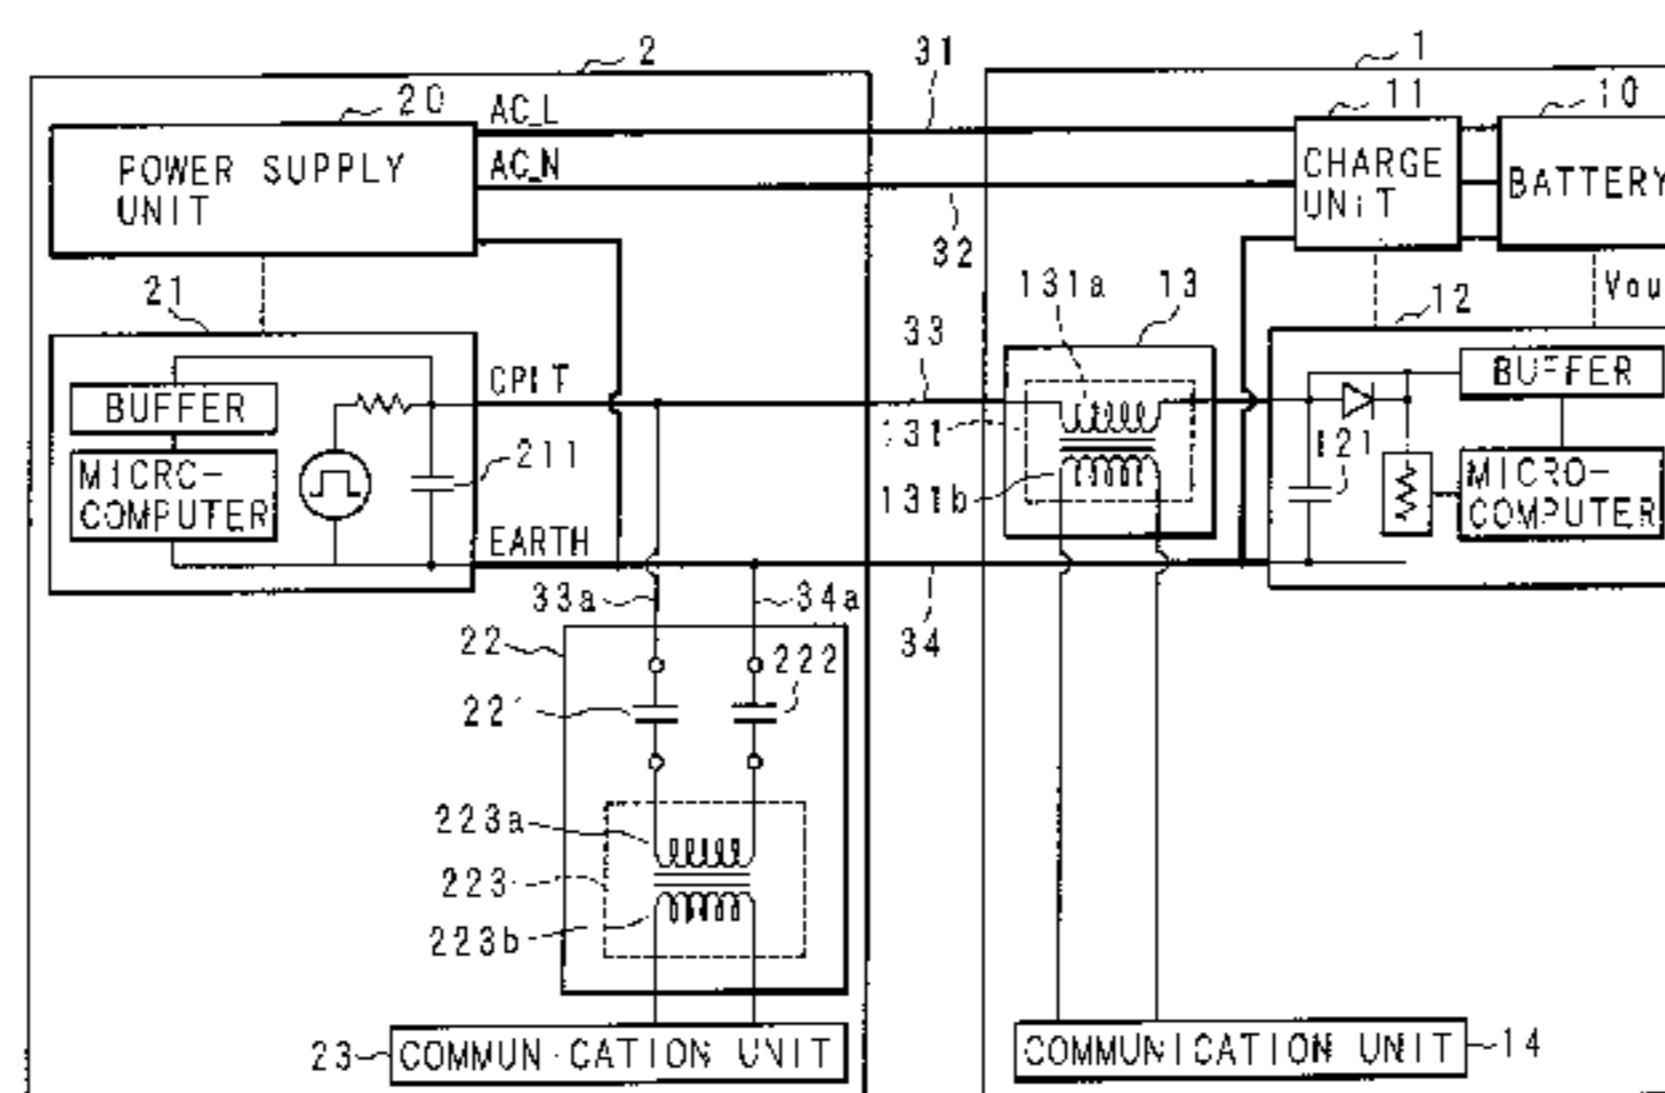 2
31
1
20
AC_L
11
10
POWER SUPPLY
UNIT
AC_N
CHARGE
UNIT
BATTERY
32
21
131a
13
12
Vou
33
CPLT
BUFFER
BUFFER
131
211
121
MICRO-
COMPUTER
131b
MICRO-
COMPUTER
EARTH
33a
34a
22
34
222
221
223a
223
223b
23
COMMUNICATION UNIT
COMMUNICATION UNIT
14